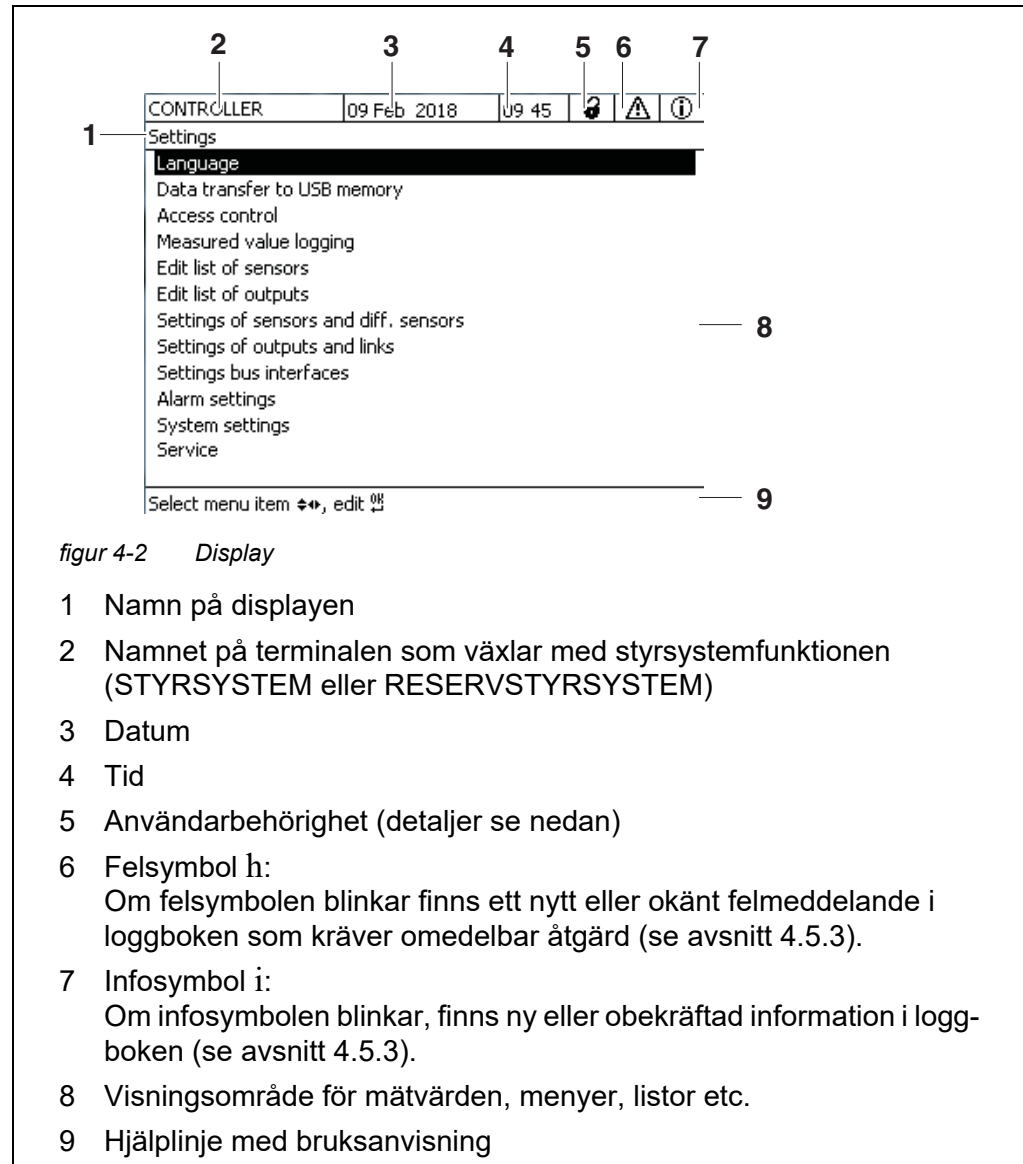 2 3 4 5 6 7
CONTROLLER 09 Feb 2018 09 45
1 Settings
Language
Data transfer to USB memory
Access control
Measured value logging
Edit list of sensors
Edit list of outputs
Settings of sensors and diff. sensors
8
Settings of outputs and links
Settings bus interfaces
Alarm settings
System settings
Service
Select menu item, edit OK
9
figur 4-2 Display
1 Namn på displayen
2 Namnet på terminalen som växlar med styrsystemfunktionen
(STYRSYSTEM eller RESERVSTYRSYSTEM)
3 Datum
4 Tid
5 Användarbehörighet (detaljer se nedan)
6 Felsymbol h:
Om felsymbolen blinkar finns ett nytt eller okänt felmeddelande i
loggboken som kräver omedelbar åtgärd (se avsnitt 4.5.3).
7 Infosymbol i:
Om infosymbolen blinkar, finns ny eller obekräftad information i logg-
boken (se avsnitt 4.5.3).
8 Visningsområde för mätvärden, menyer, listor etc.
9 Hjälplinje med bruksanvisning